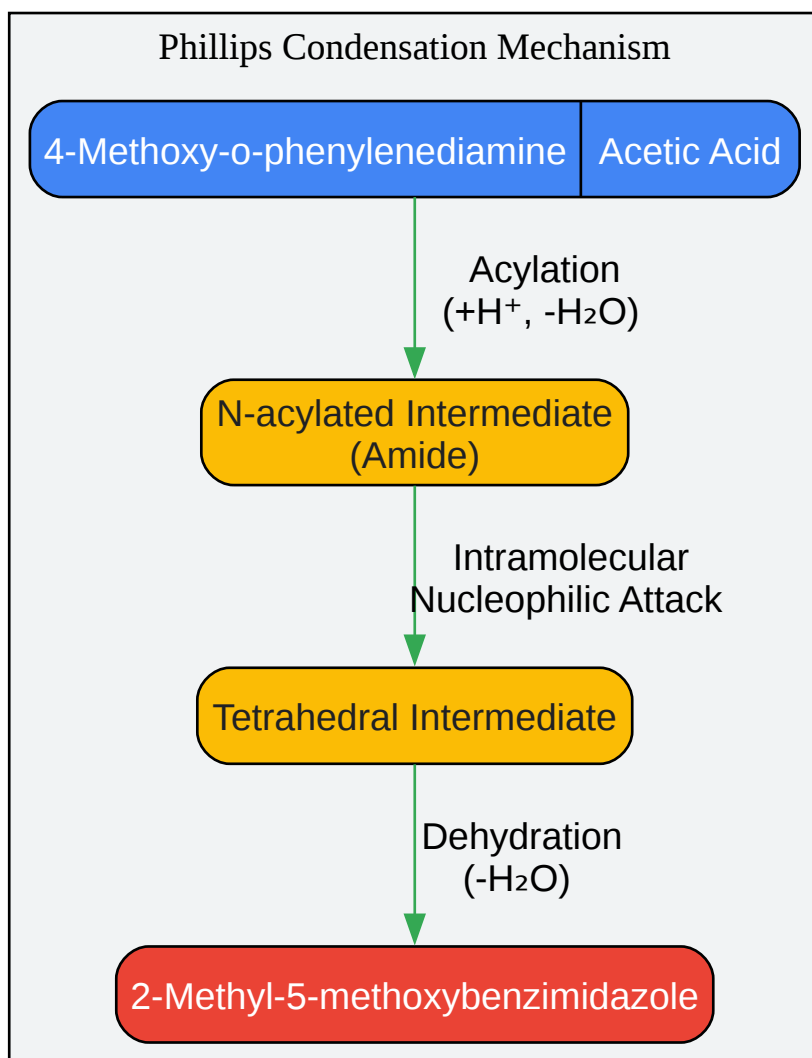 Phillips Condensation Mechanism
4-Methoxy-o-phenylenediamine
Acetic Acid
Acylation
(+H⁺, -H₂O)
N-acylated Intermediate
(Amide)
Intramolecular
Nucleophilic Attack
Tetrahedral Intermediate
Dehydration
(-H₂O)
2-Methyl-5-methoxybenzimidazole